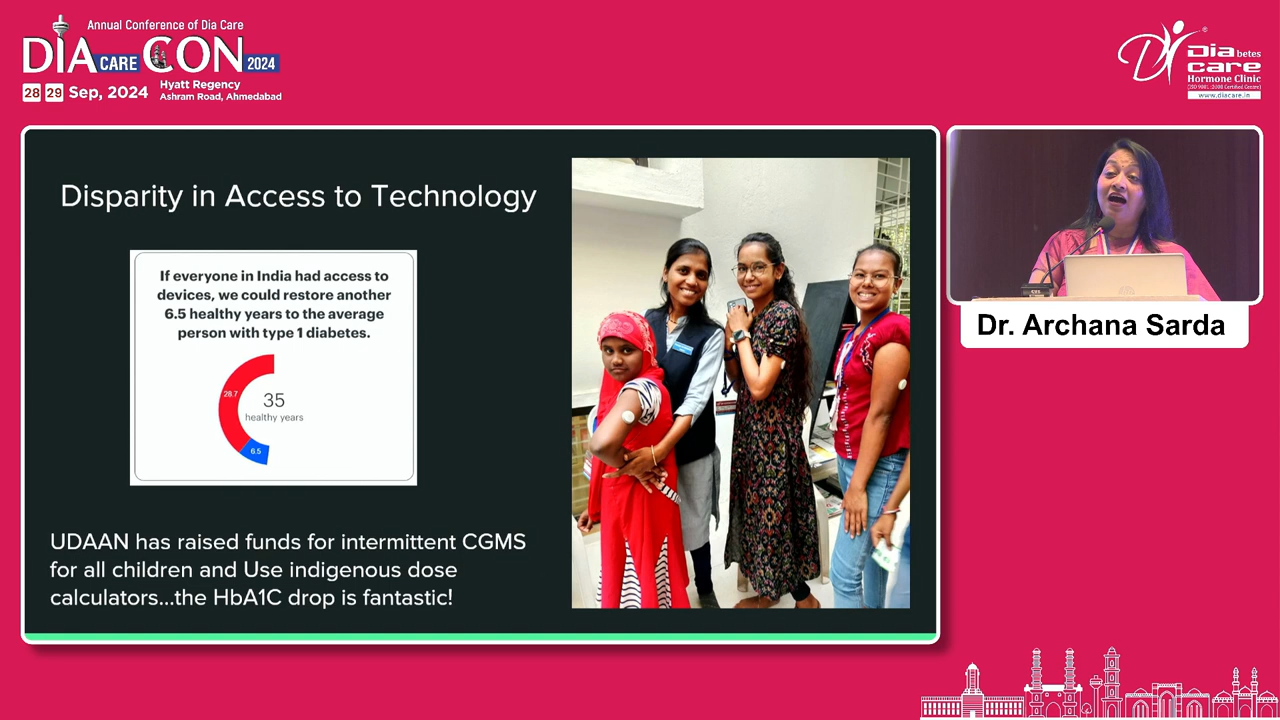 Annual Conference of Dia Care
DIA CARE CON 2024
28 29 Sep, 2024
Hyatt Regency
Ashram Road, Ahmedabad
Diabetes
care
Hormone Clinic
(ISO 9001:2008 Certified Centre)
www.diacare.in
Disparity in Access to Technology
If everyone in India had access to
devices, we could restore another
6.5 healthy years to the average
person with type 1 diabetes.
28.7
35
healthy years
6.5
UDAAN has raised funds for intermittent CGMS
for all children and Use indigenous dose
calculators...the HbA1C drop is fantastic!
Dr. Archana Sarda